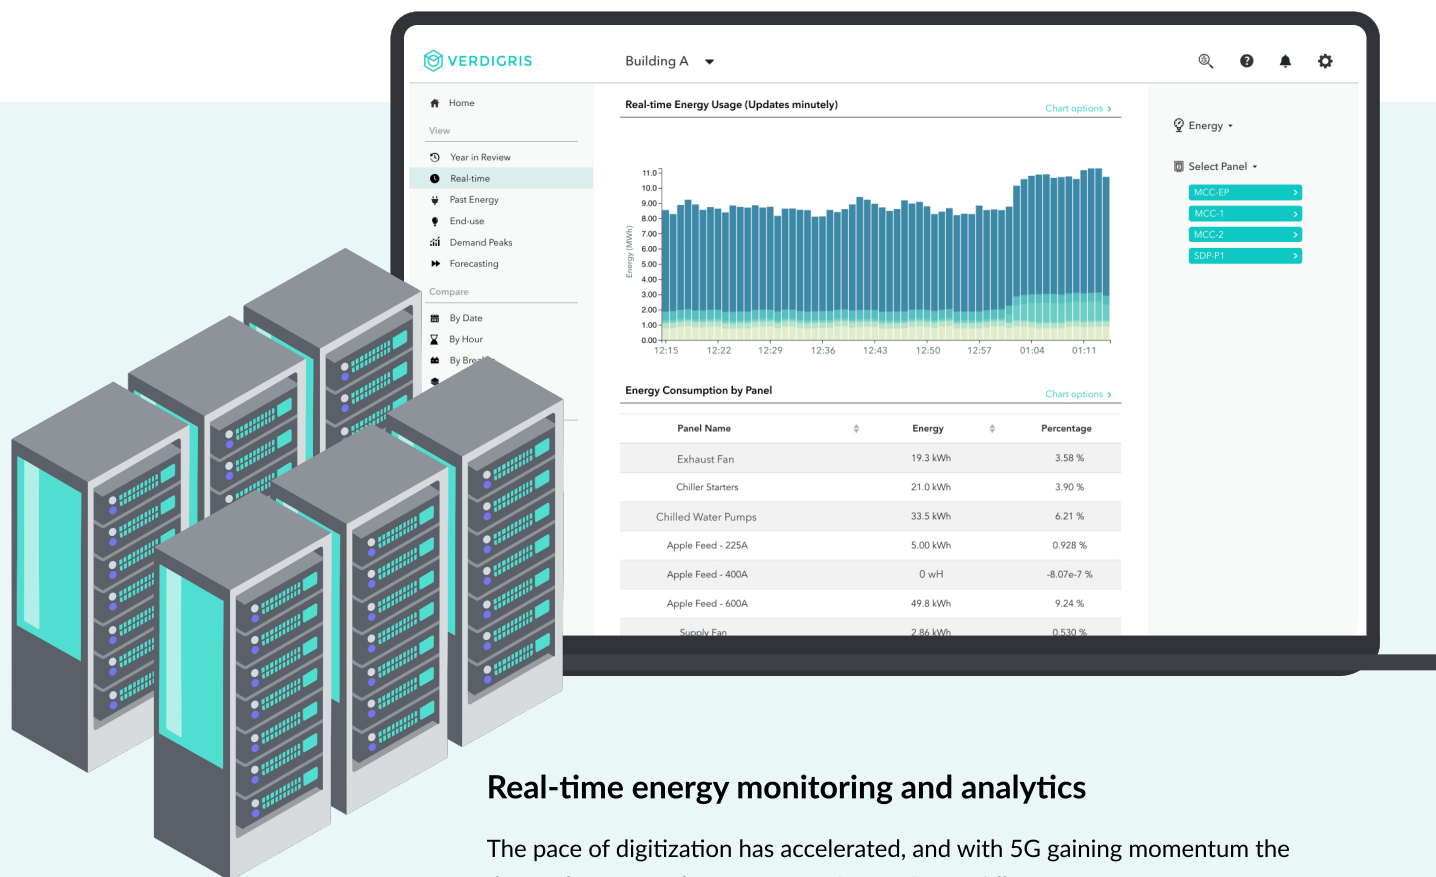 VERDIGRIS
Building A
Home
View
Year in Review
Real-time
Past Energy
End-use
Demand Peaks
Forecasting
Compare
By Date
By Hour
By
Real-time Energy Usage (Updates minutely)
Chart options
Energy (MWh)
11.0
10.0
9.00
8.00
7.00
6.00
5.00
4.00
3.00
2.00
1.00
0.00
12:15 12:22 12:29 12:36 12:43 12:50 12:57 01:04 01:11
Energy Consumption by Panel
Chart options
Panel Name Energy Percentage
Exhaust Fan 19.3 kWh 3.58 %
Chiller Starters 21.0 kWh 3.90 %
Chilled Water Pumps 33.5 kWh 6.21 %
Apple Feed - 225A 5.00 kWh 0.928 %
Apple Feed - 400A 0 wH -8.07e-7 %
Apple Feed - 600A 49.8 kWh 9.24 %
Supply Fan 2.86 kWh 0.530 %
Energy
Select Panel
MCC-EP
MCC-1
MCC-2
SDP-P1
Real-time energy monitoring and analytics
The pace of digitization has accelerated, and with 5G gaining momentum the